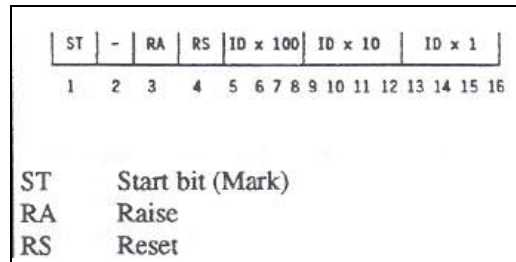 ST - RA RS ID x 100 ID x 10 ID x 1
1 2 3 4 5 6 7 8 9 10 11 12 13 14 15 16
ST Start bit (Mark)
RA Raise
RS Reset